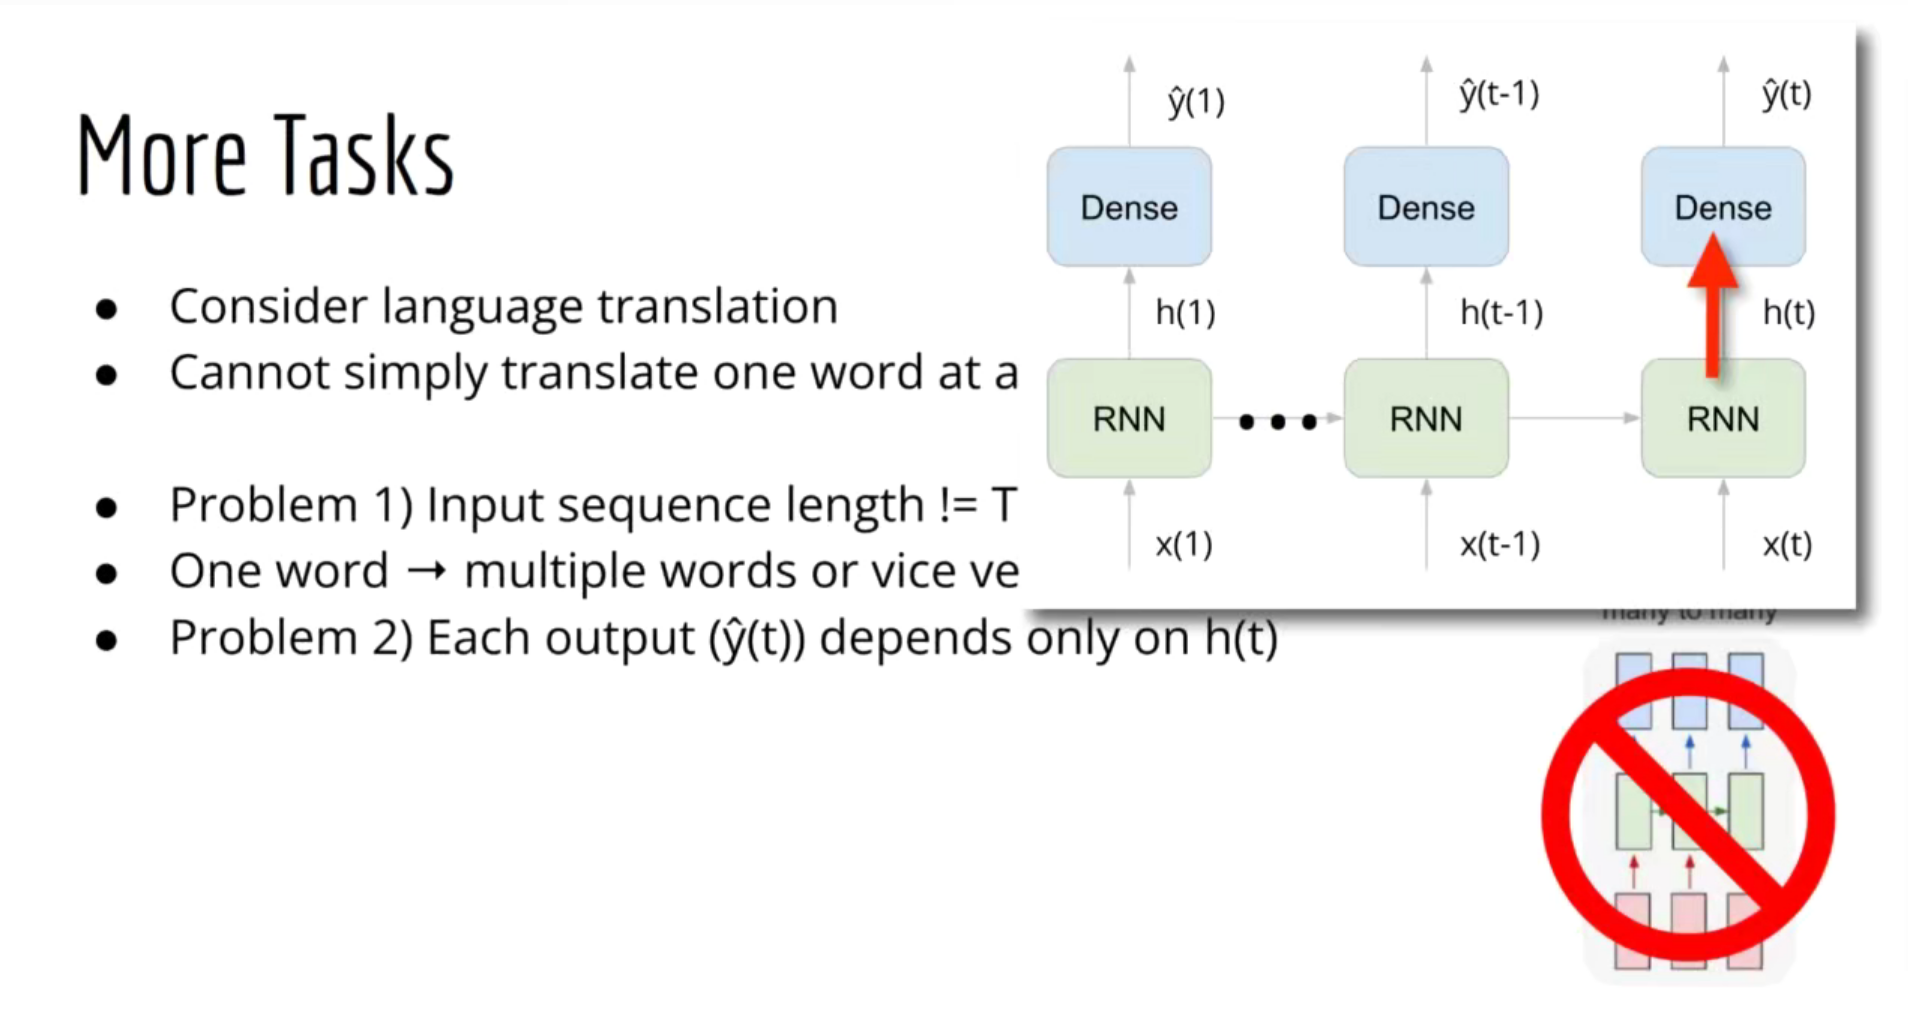 More Tasks
● Consider language translation
● Cannot simply translate one word at a
● Problem 1) Input sequence length != T
● One word → multiple words or vice ve
● Problem 2) Each output (ŷ(t)) depends only on h(t)
ŷ(1) ŷ(t-1) ŷ(t)
Dense Dense Dense
h(1) h(t-1) h(t)
RNN RNN RNN
x(1) x(t-1) x(t)
many to many